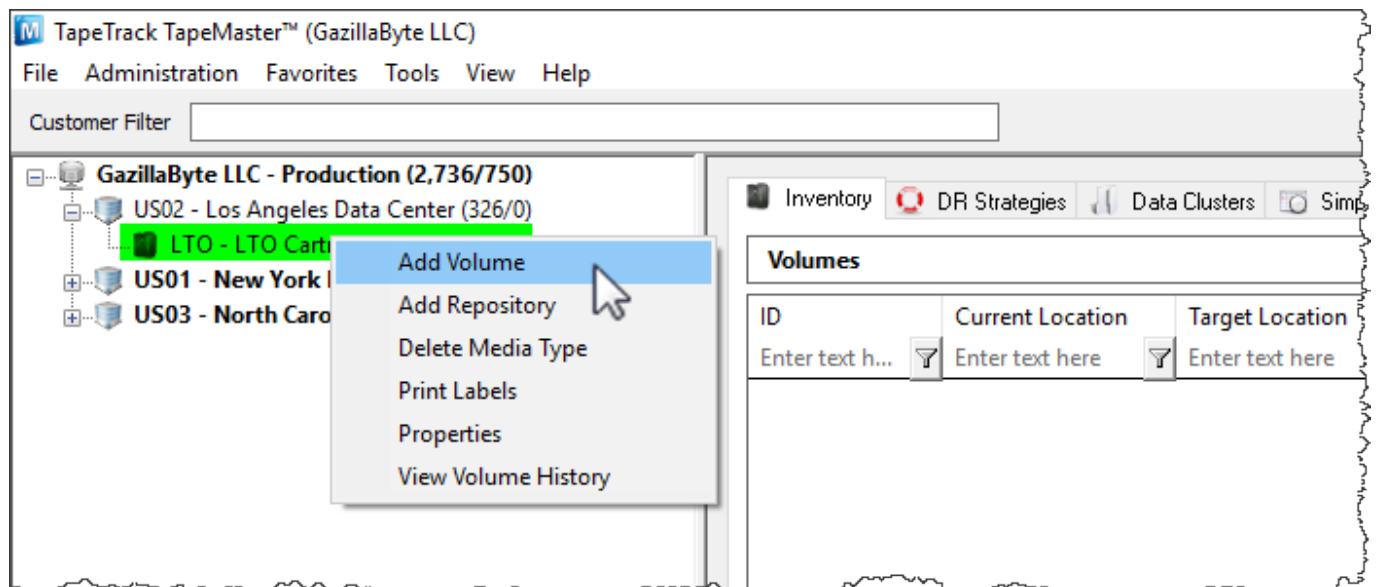 TapeTrack TapeMaster™ (GazillaByte LLC)
File Administration Favorites Tools View Help
Customer Filter
GazillaByte LLC - Production (2,736/750)
US02 - Los Angeles Data Center (326/0)
LTO - LTO
US01 - New York
US03 - North
Add Volume
Add Repository
Delete Media Type
Print Labels
Properties
View Volume History
Inventory DR Strategies Data Clusters
Volumes
ID Current Location Target Location
Enter text h... Enter text here Enter text here